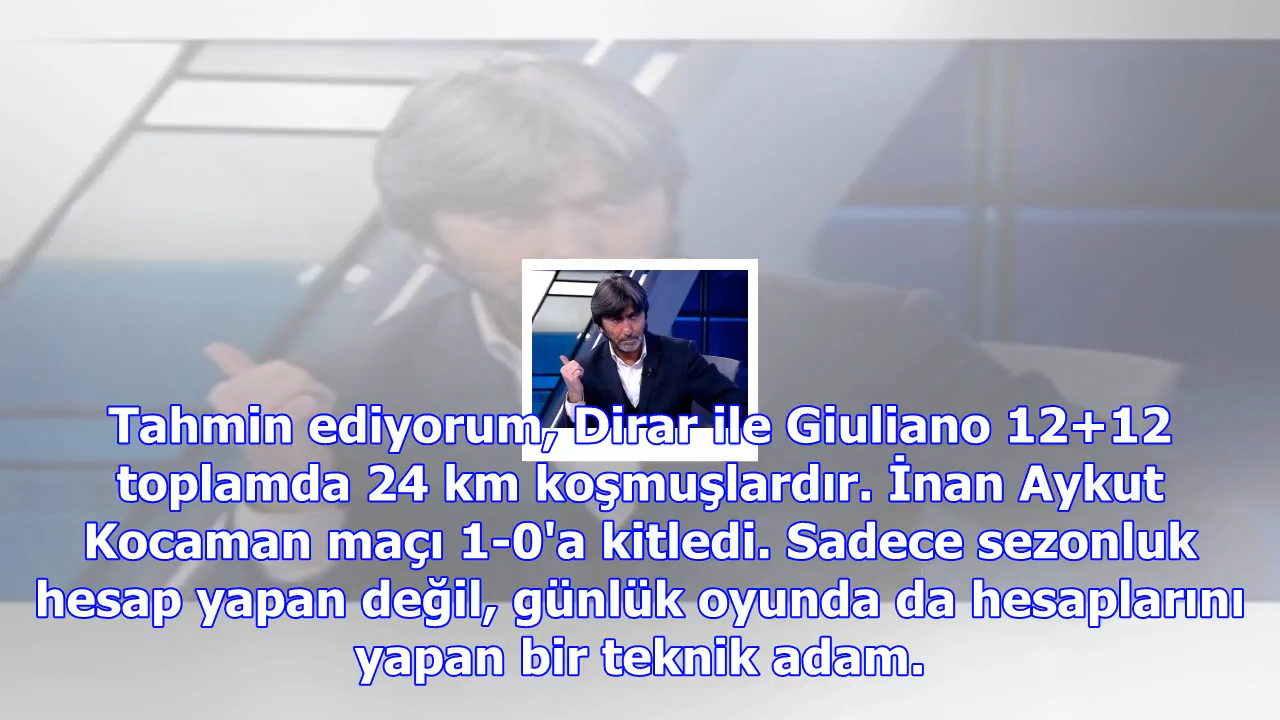 Tahmin ediyorum, Dirar ile Giuliano 12+12
toplamda 24 km koşmuşlardır. İnan Aykut
Kocaman maçı 1-0'a kitledi. Sadece sezonluk
hesap yapan değil, günlük oyunda da hesaplarını
yapan bir teknik adam.